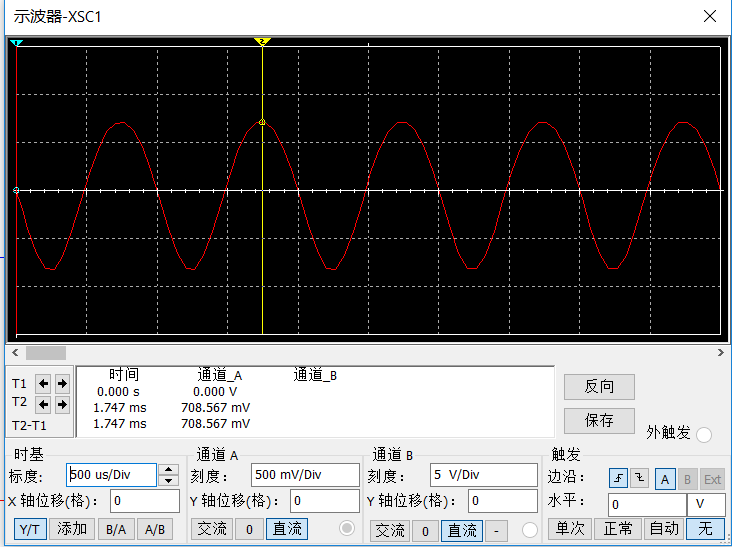 示波器-XSC1
1
2
时间 通道_A 通道_B
T1 0.000 s 0.000 V
T2 1.747 ms 708.567 mV
T2-T1 1.747 ms 708.567 mV
反向
保存
外触发
时基 通道 A 通道 B 触发
标度: 500 us/Div 刻度: 500 mV/Div 刻度: 5 V/Div 边沿: A B Ext
X 轴位移(格): 0 Y 轴位移(格): 0 Y 轴位移(格): 0 水平: 0 V
Y/T 添加 B/A A/B 交流 0 直流 交流 0 直流 - 单次 正常 自动 无